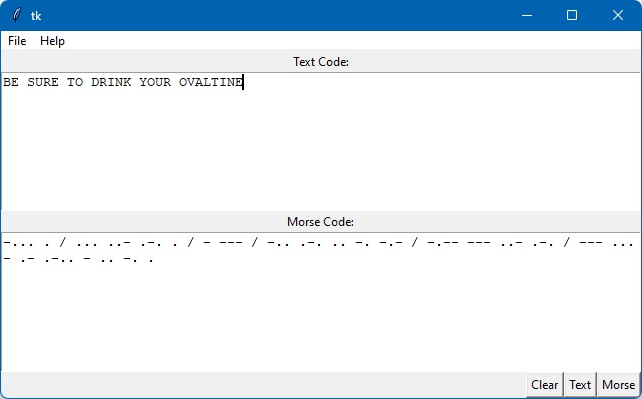 tk
File Help
Text Code:
BE SURE TO DRINK YOUR OVALTINE
Morse Code:
-... . / ... ..- .-. . / - --- / -.. .-. .. -. -.- / -.-- --- ..- .-. / --- ...
- .- .-.. - .. -. .
Clear Text Morse